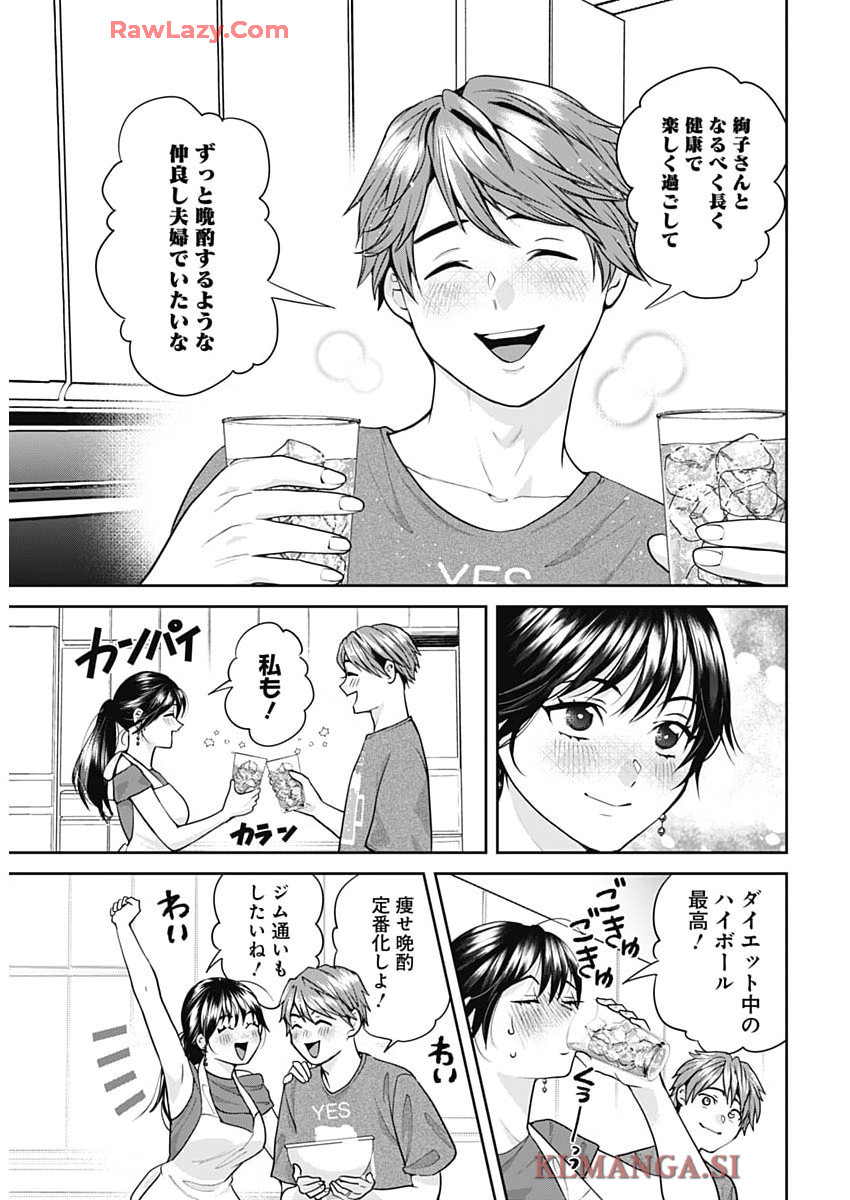 RawLazy.Com
絢子さんと
なるべく長く
健康で
楽しく過ごして
ずっと晩酌するような
仲良し夫婦でいたいな
YES
私も!
カンパイ
カラン
ダイエット中の
ハイボール
最高!
ごきゅ
ごきゅ
くぅーっっ
痩せ晩酌
定番化しよ!
ジム通いも
したいね!
わい
わい
YES
KLMANGA.SI